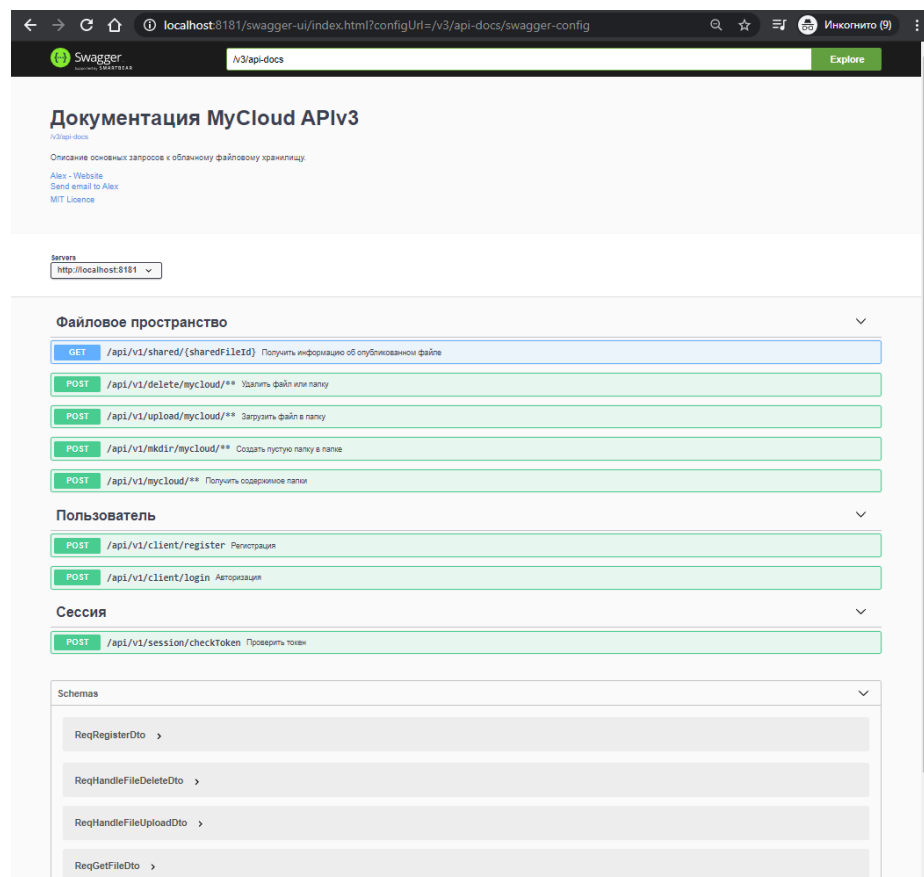 localhost:8181/swagger-ui/index.html?configUrl=/v3/api-docs/swagger-config
Инкогнито (9)
Swagger
Supported by SMARTBEAR
/v3/api-docs
Explore
Документация MyCloud APIv3
/v3/api-docs
Описание основных запросов к облачному файловому хранилищу.
Alex - Website
Send email to Alex
MIT Licence
Servers
http://localhost:8181
Файловое пространство
GET /api/v1/shared/{sharedFileId} Получить информацию об опубликованном файле
POST /api/v1/delete/mycloud/** Удалить файл или папку
POST /api/v1/upload/mycloud/** Загрузить файл в папку
POST /api/v1/mkdir/mycloud/** Создать пустую папку в папке
POST /api/v1/mycloud/** Получить содержимое папки
Пользователь
POST /api/v1/client/register Регистрация
POST /api/v1/client/login Авторизация
Сессия
POST /api/v1/session/checkToken Проверить токен
Schemas
ReqRegisterDto
ReqHandleFileDeleteDto
ReqHandleFileUploadDto
ReqGetFileDto